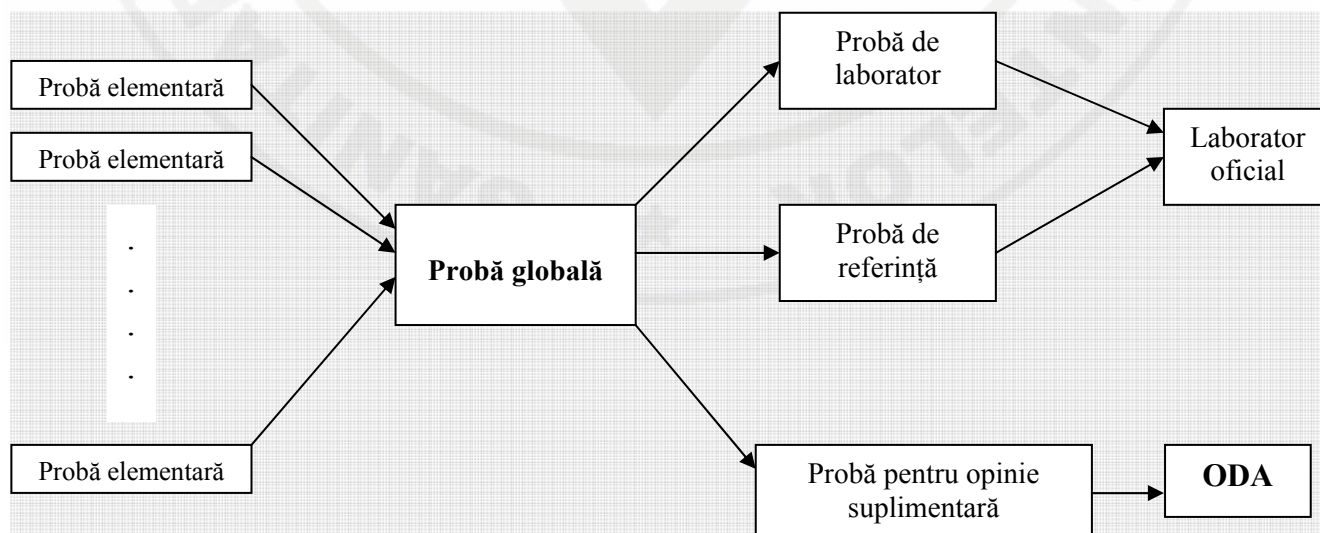 Probă elementară
Probă elementară
.
.
.
.
Probă elementară
Probă globală
Probă de
laborator
Probă de
referință
Probă pentru opinie
suplimentară
Laborator
oficial
ODA